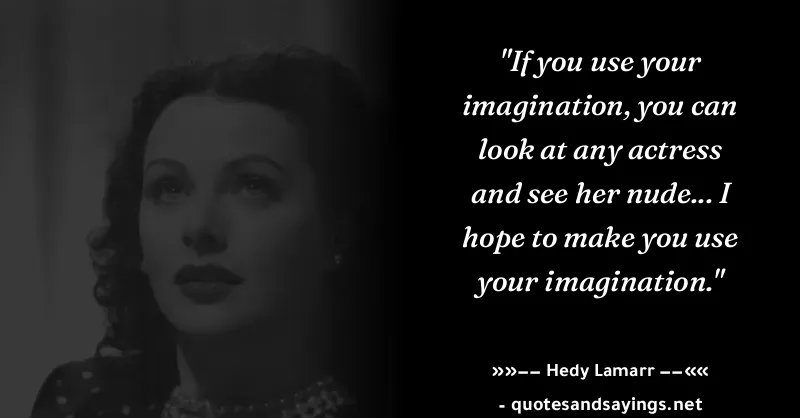 "If you use your
imagination, you can
look at any actress
and see her nude... I
hope to make you use
your imagination."
»»−− Hedy Lamarr −−««
- quotesandsayings.net